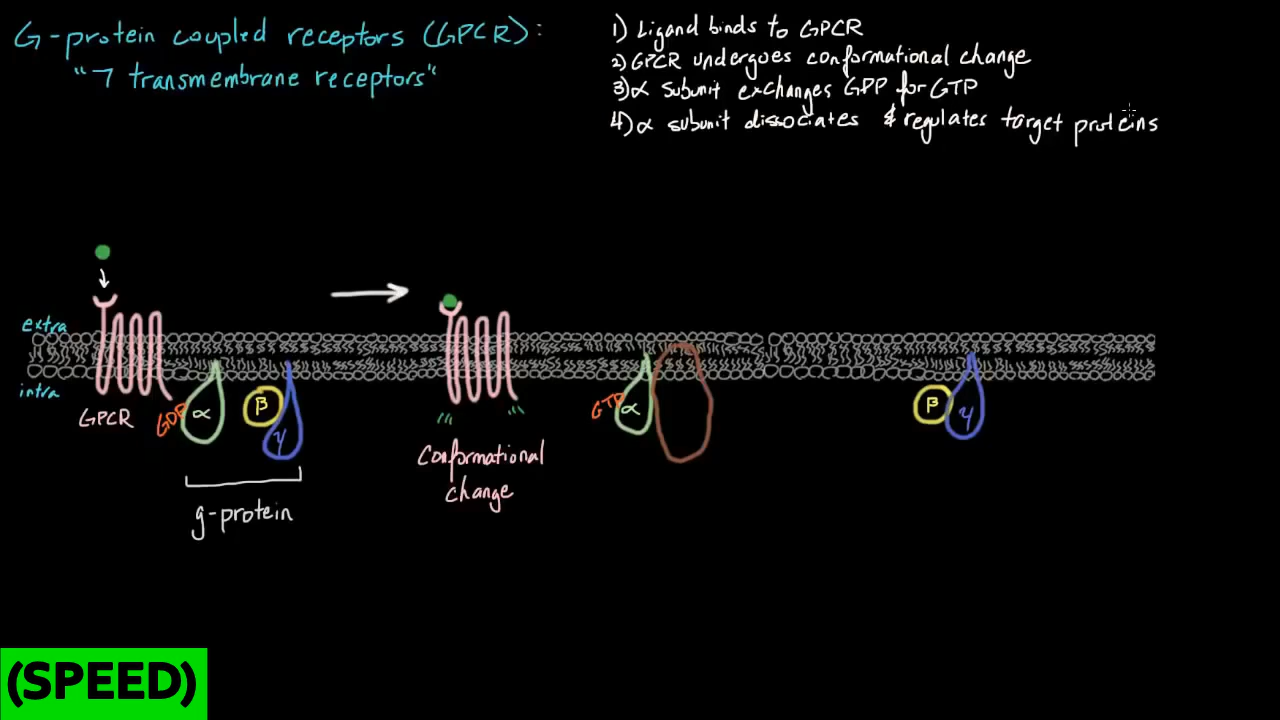 G-protein coupled receptors (GPCR):
"7 transmembrane receptors"
1) Ligand binds to GPCR
2) GPCR undergoes conformational change
3) α subunit exchanges GPP for GTP
4) α subunit dissociates & regulates target proteins
extra
intra
GPCR
GDP
α
β
γ
g-protein
Conformational
change
GTP
α
β
γ
(SPEED)